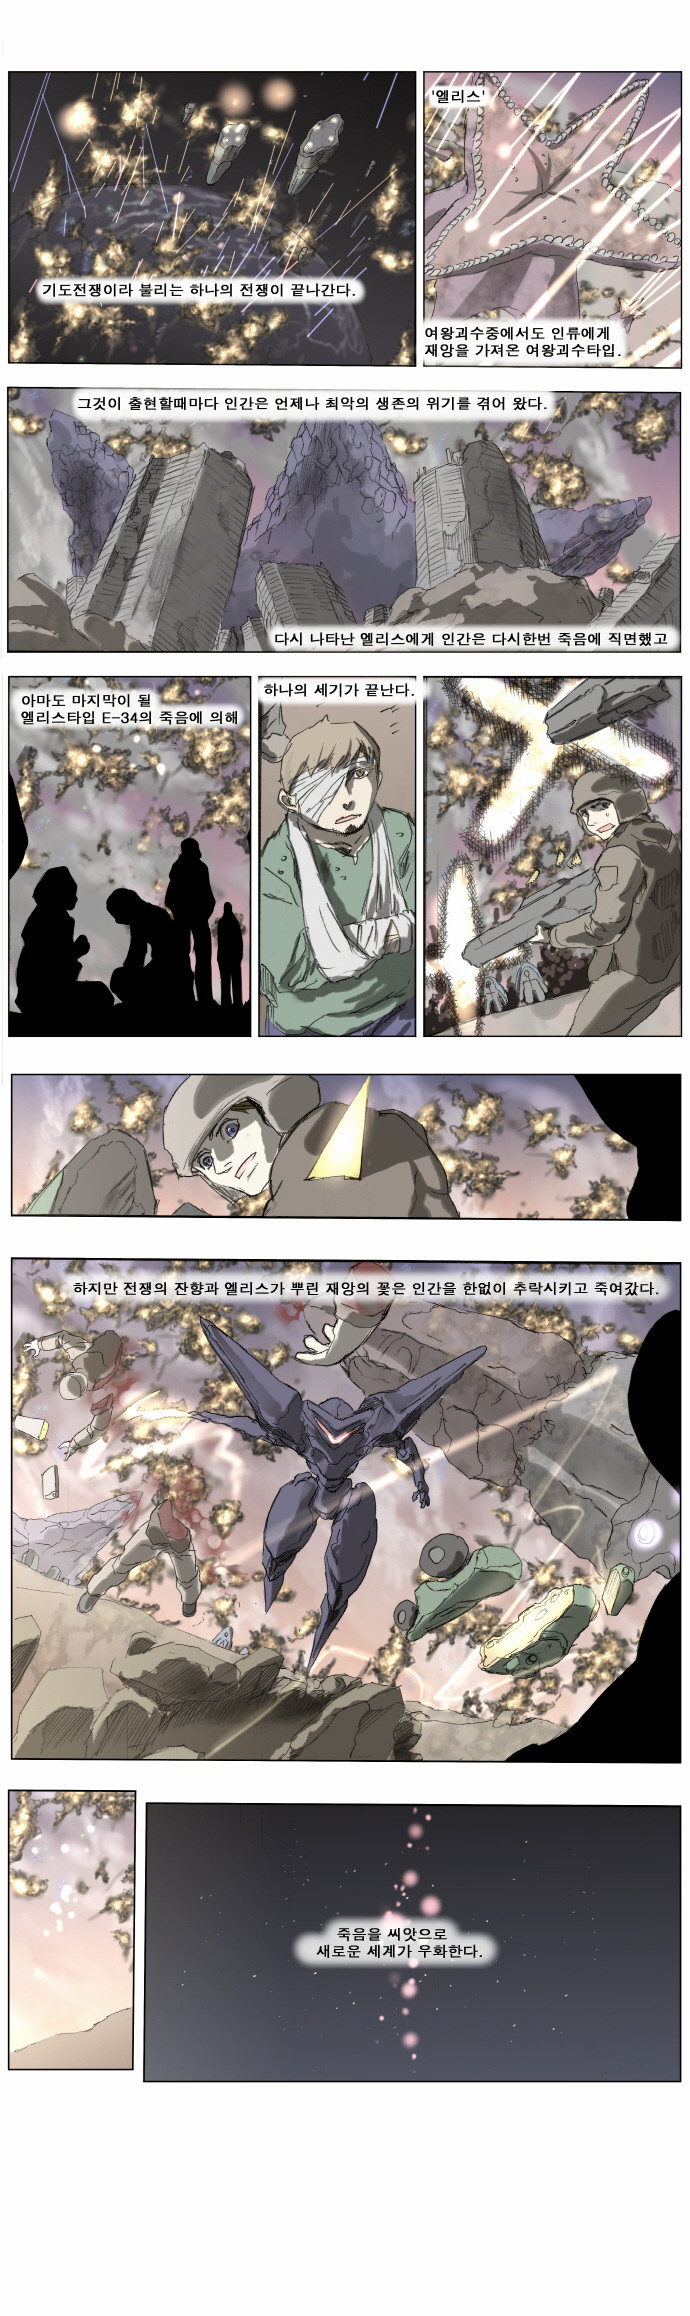 기도전쟁이라 불리는 하나의 전쟁이 끝나간다.
'엘리스'
여왕괴수중에서도 인류에게
재앙을 가져온 여왕괴수타입.
그것이 출현할때마다 인간은 언제나 최악의 생존의 위기를 겪어 왔다.
다시 나타난 엘리스에게 인간은 다시한번 죽음에 직면했고
아마도 마지막이 될
엘리스타입 E-34의 죽음에 의해
하나의 세기가 끝난다.
하지만 전쟁의 잔향과 엘리스가 뿌린 재앙의 꽃은 인간을 한없이 추락시키고 죽여갔다.
죽음을 씨앗으로
새로운 세계가 우화한다.